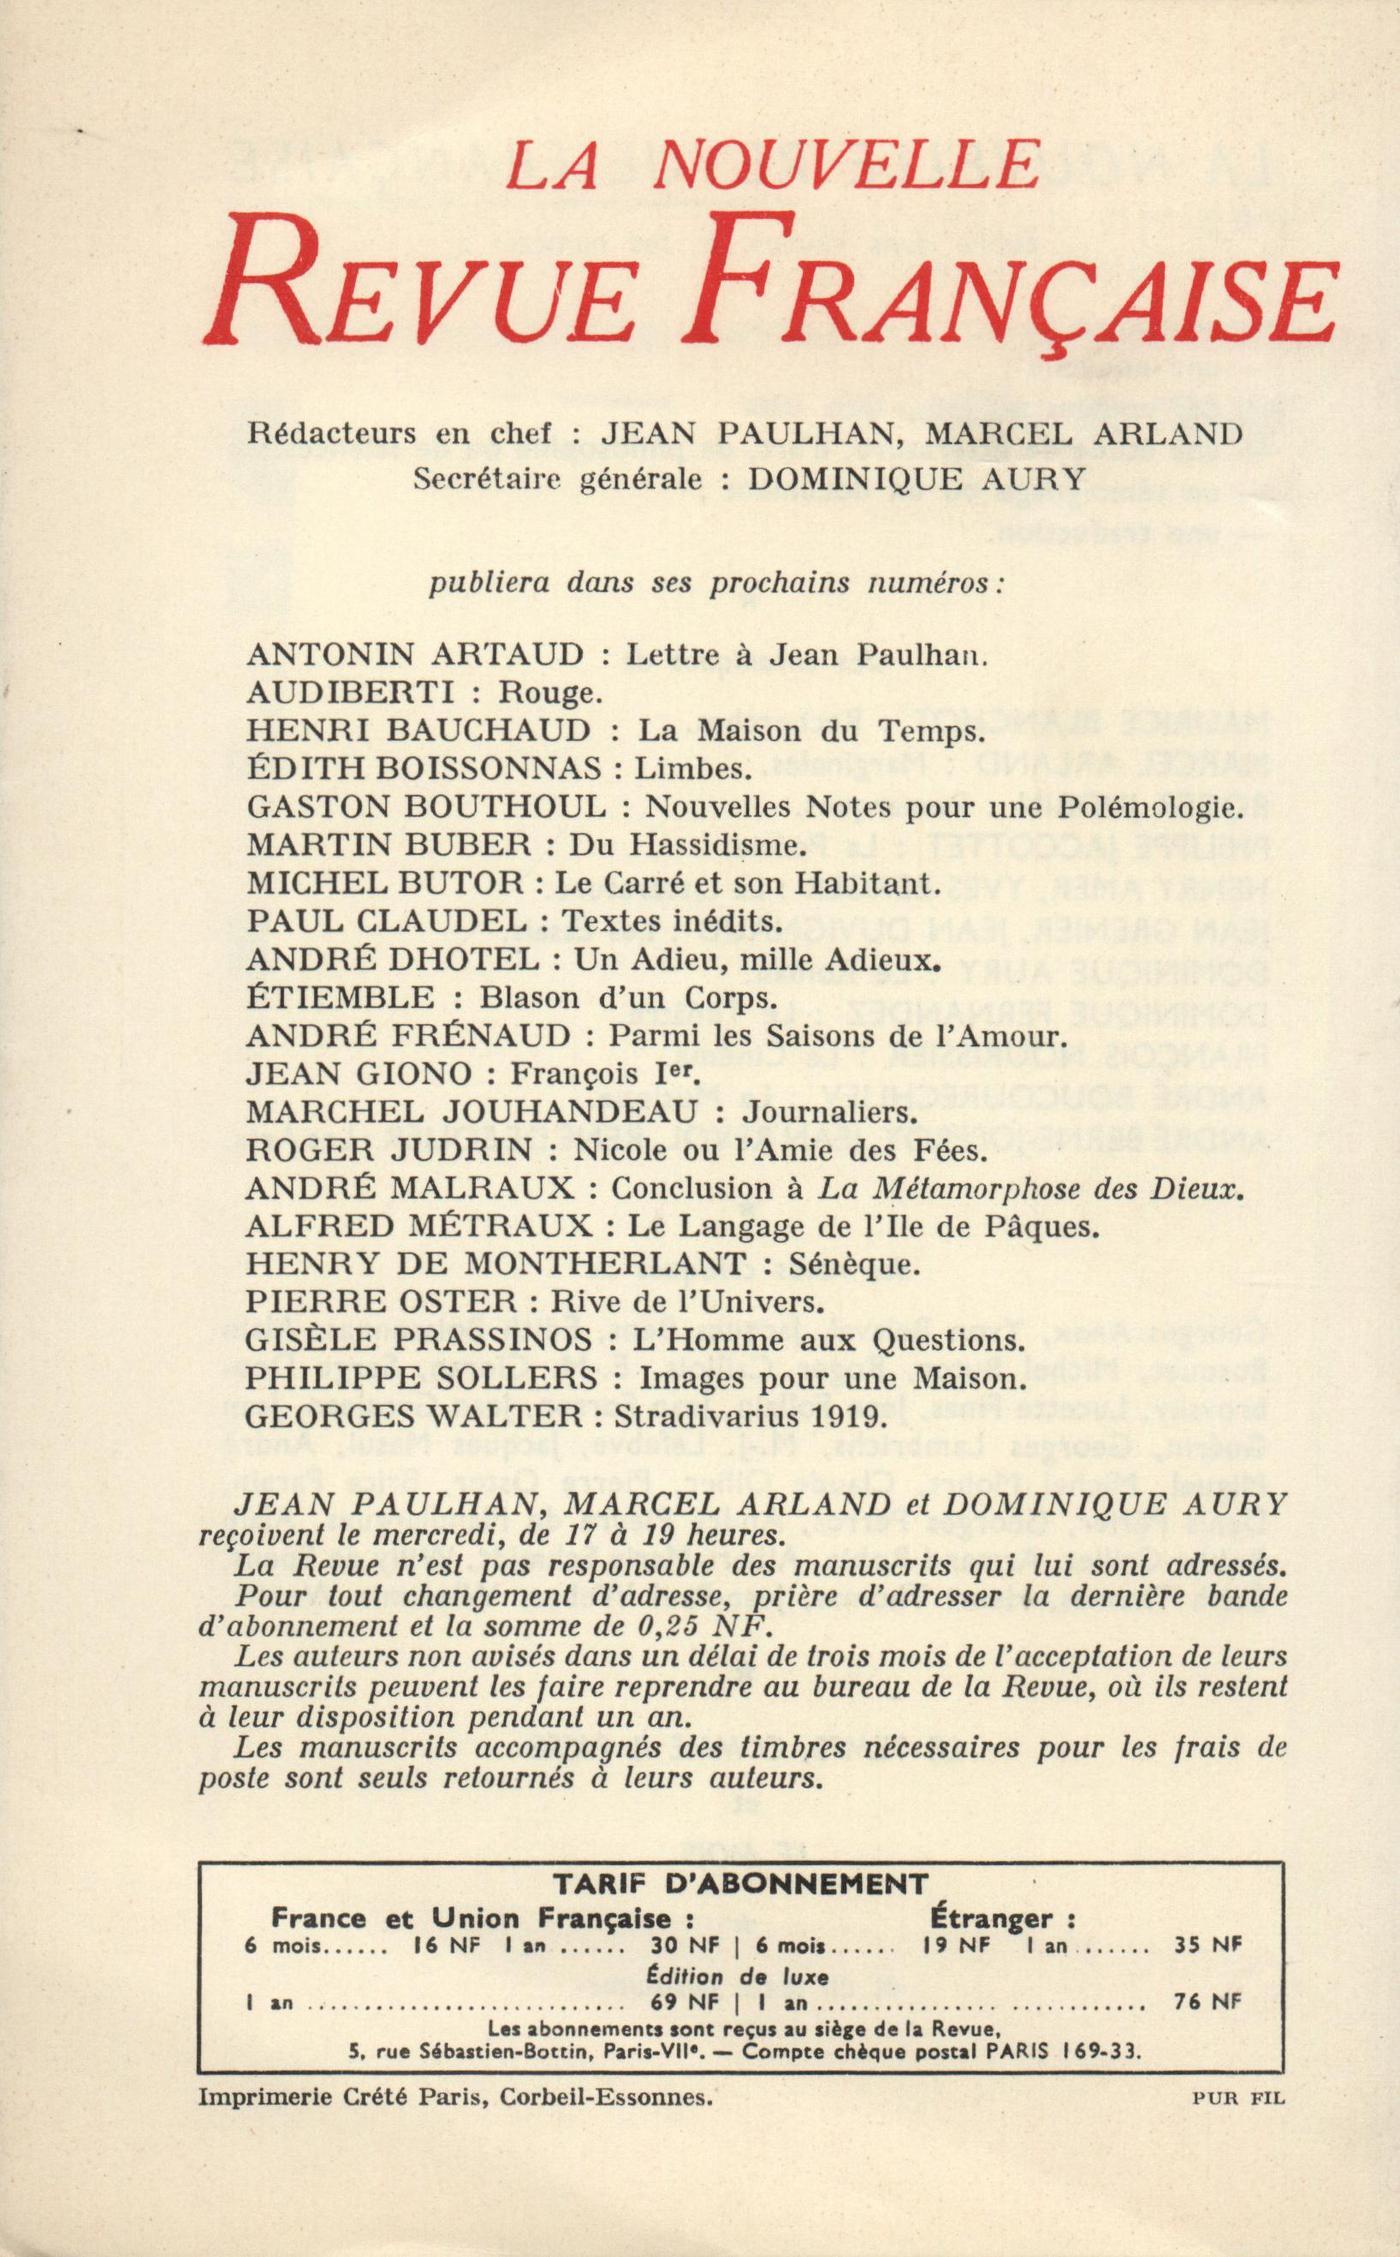 LA NOUVELLE
REVUE FRANÇAISE
Rédacteurs en chef : JEAN PAULHAN, MARCEL ARLAND
Secrétaire générale : DOMINIQUE AURY
publiera dans ses prochains numéros :
ANTONIN ARTAUD : Lettre à Jean Paulhan.
AUDIBERTI : Rouge.
HENRI BAUCHAUD : La Maison du Temps.
ÉDITH BOISSONNAS : Limbes.
GASTON BOUTHOUL : Nouvelles Notes pour une Polémologie.
MARTIN BUBER : Du Hassidisme.
MICHEL BUTOR : Le Carré et son Habitant.
PAUL CLAUDEL : Textes inédits.
ANDRÉ DHOTEL : Un Adieu, mille Adieux.
ÉTIEMBLE : Blason d'un Corps.
ANDRÉ FRÉNAUD : Parmi les Saisons de l'Amour.
JEAN GIONO : François Ier.
MARCHEL JOUHANDEAU : Journaliers.
ROGER JUDRIN : Nicole ou l'Amie des Fées.
ANDRÉ MALRAUX : Conclusion à La Métamorphose des Dieux.
ALFRED MÉTRAUX : Le Langage de l'Ile de Pâques.
HENRY DE MONTHERLANT : Sénèque.
PIERRE OSTER : Rive de l'Univers.
GISÈLE PRASSINOS : L'Homme aux Questions.
PHILIPPE SOLLERS : Images pour une Maison.
GEORGES WALTER : Stradivarius 1919.
JEAN PAULHAN, MARCEL ARLAND et DOMINIQUE AURY
reçoivent le mercredi, de 17 à 19 heures.
La Revue n'est pas responsable des manuscrits qui lui sont adressés.
Pour tout changement d'adresse, prière d'adresser la dernière bande
d'abonnement et la somme de 0,25 NF.
Les auteurs non avisés dans un délai de trois mois de l'acceptation de leurs
manuscrits peuvent les faire reprendre au bureau de la Revue, où ils restent
à leur disposition pendant un an.
Les manuscrits accompagnés des timbres nécessaires pour les frais de
poste sont seuls retournés à leurs auteurs.
TARIF D'ABONNEMENT
France et Union Française : Étranger :
6 mois...... 16 NF 1 an ...... 30 NF | 6 mois...... 19 NF 1 an ....... 35 NF
Édition de luxe
1 an ............................ 69 NF | 1 an ............................ 76 NF
Les abonnements sont reçus au siège de la Revue,
5, rue Sébastien-Bottin, Paris-VIIe. — Compte chèque postal PARIS 169-33.
Imprimerie Crété Paris, Corbeil-Essonnes. PUR FIL